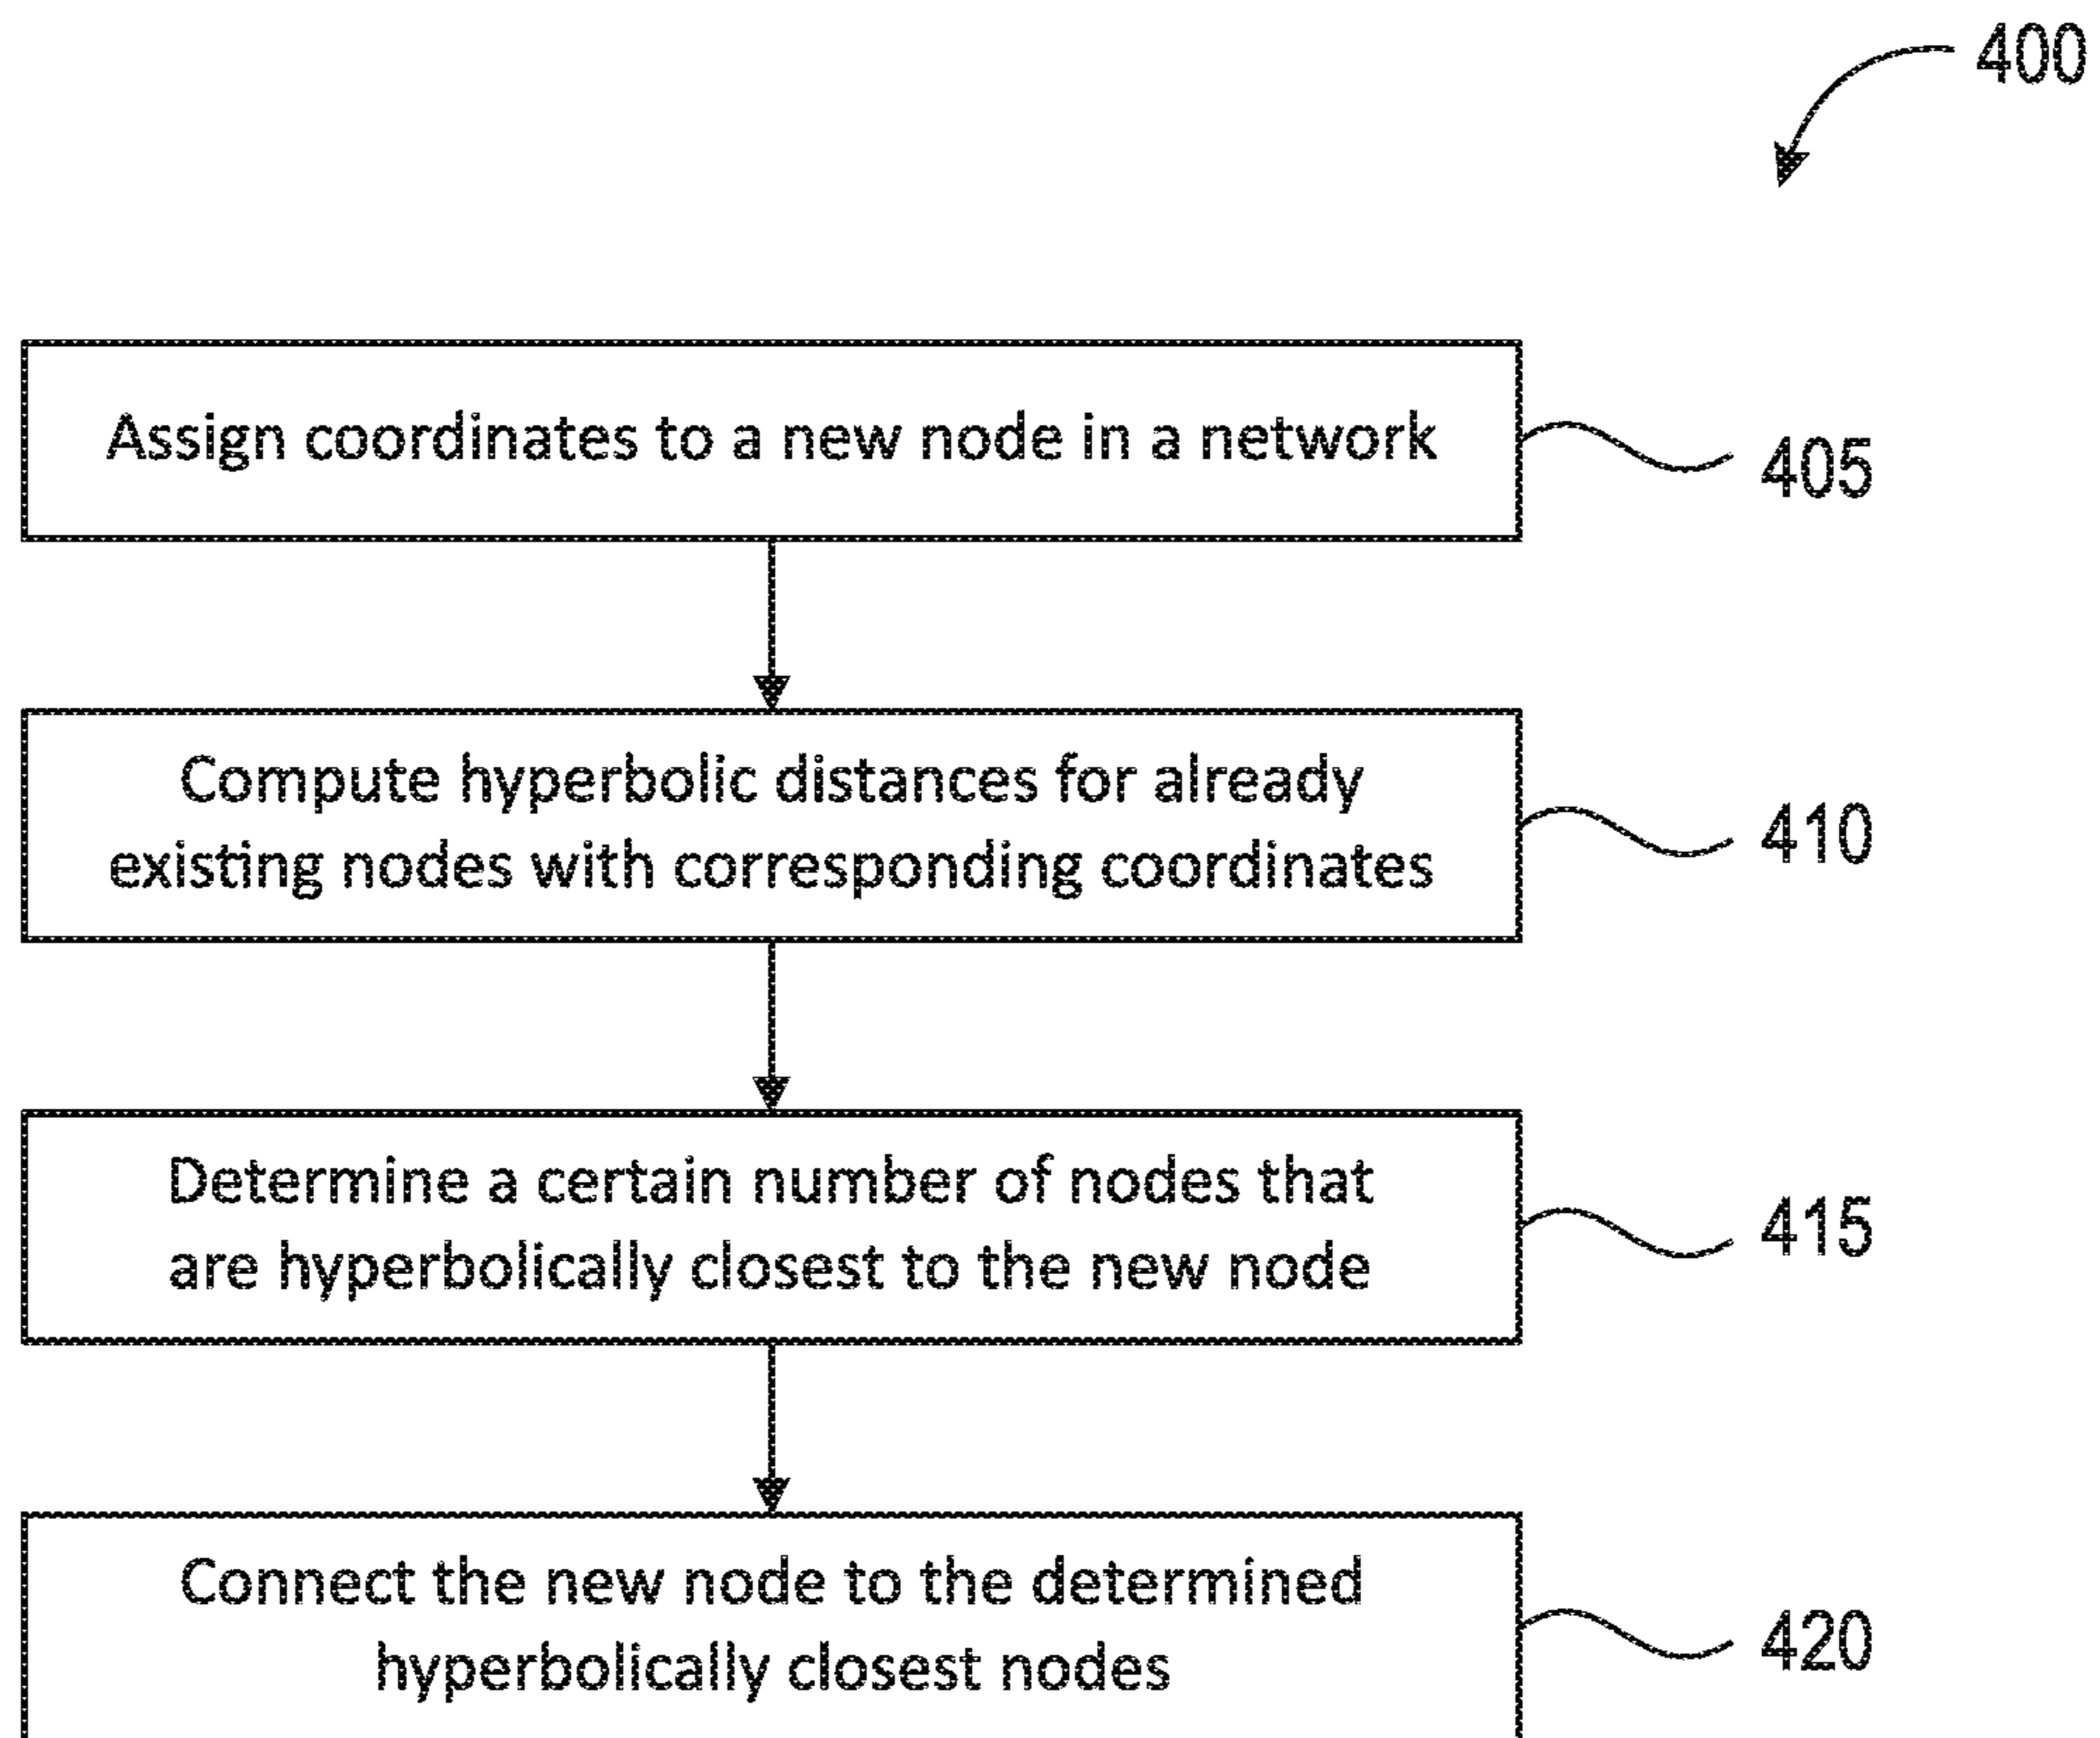 400
Assign coordinates to a new node in a network
405
Compute hyperbolic distances for already
existing nodes with corresponding coordinates
410
Determine a certain number of nodes that
are hyperbolically closest to the new node
415
Connect the new node to the determined
hyperbolically closest nodes
420